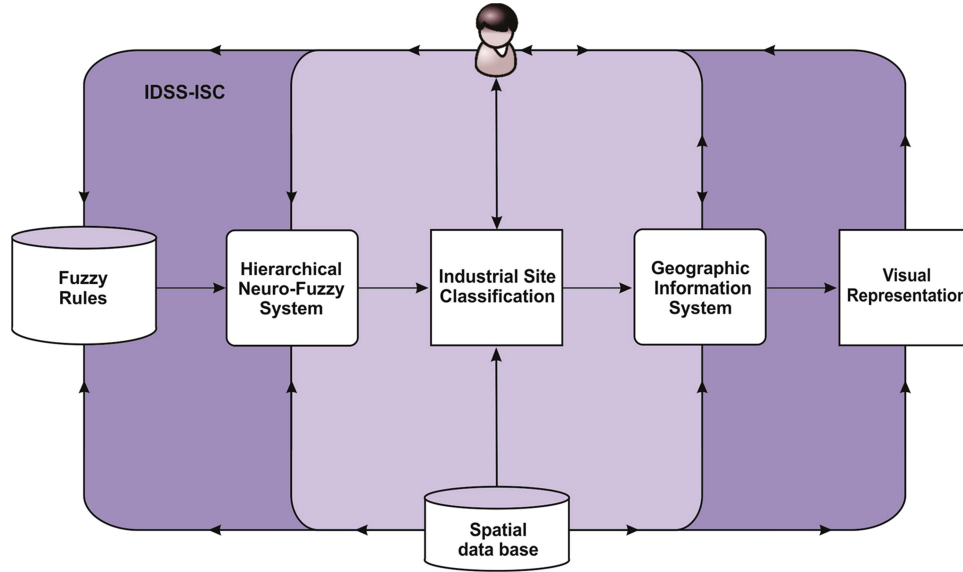 IDSS-ISC
Fuzzy
Rules
Hierarchical
Neuro-Fuzzy
System
Industrial Site
Classification
Geographic
Information
System
Visual
Representation
Spatial
data base